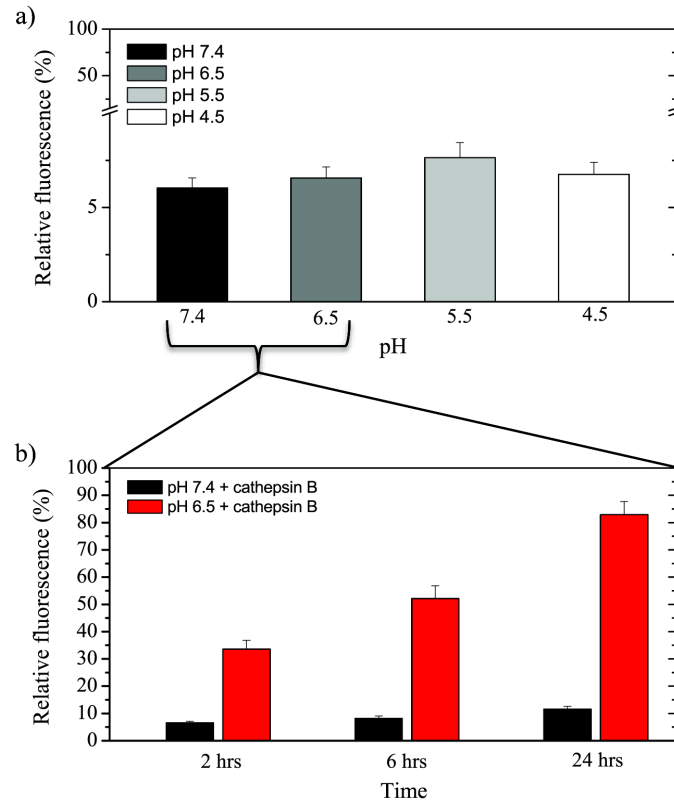 a)
Relative fluorescence (%)
100
50
5
0
pH 7.4
pH 6.5
pH 5.5
pH 4.5
7.4 6.5 5.5 4.5
pH
b)
Relative fluorescence (%)
100
90
80
70
60
50
40
30
20
10
0
pH 7.4 + cathepsin B
pH 6.5 + cathepsin B
2 hrs 6 hrs 24 hrs
Time